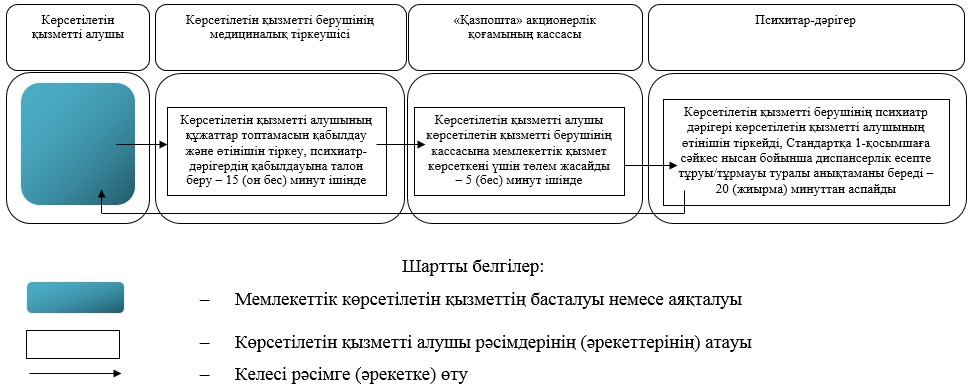 Көрсетілетін
қызметті алушы
Көрсетілетін қызметті берушінің
медициналық тіркеушісі
«Қазпошта» акционерлік
қоғамының кассасы
Психитар-дәрігер
Көрсетілетін қызметті алушының
құжаттар топтамасын қабылдау
және өтінішін тіркеу, психиатр-
дәрігердің қабылдауына талон
беру – 15 (он бес) минут ішінде
Көрсетілетін қызметті алушы
көрсетілетін қызметті берушінің
кассасына мемлекеттік қызмет
көрсеткені үшін төлем жасайды
– 5 (бес) минут ішінде
Көрсетілетін қызметті берушінің психиатр
дәрігері көрсетілетін қызметті алушының
өтінішін тіркейді, Стандартқа 1-қосымшаға
сәйкес нысан бойынша диспансерлік есепте
тұруы/тұрмауы туралы анықтаманы береді –
20 (жиырма) минуттан аспайды
Шартты белгілер:
– Мемлекеттік көрсетілетін қызметтің басталуы немесе аяқталуы
– Көрсетілетін қызметті алушы рәсімдерінің (әрекеттерінің) атауы
– Келесі рәсімге (әрекетке) өту